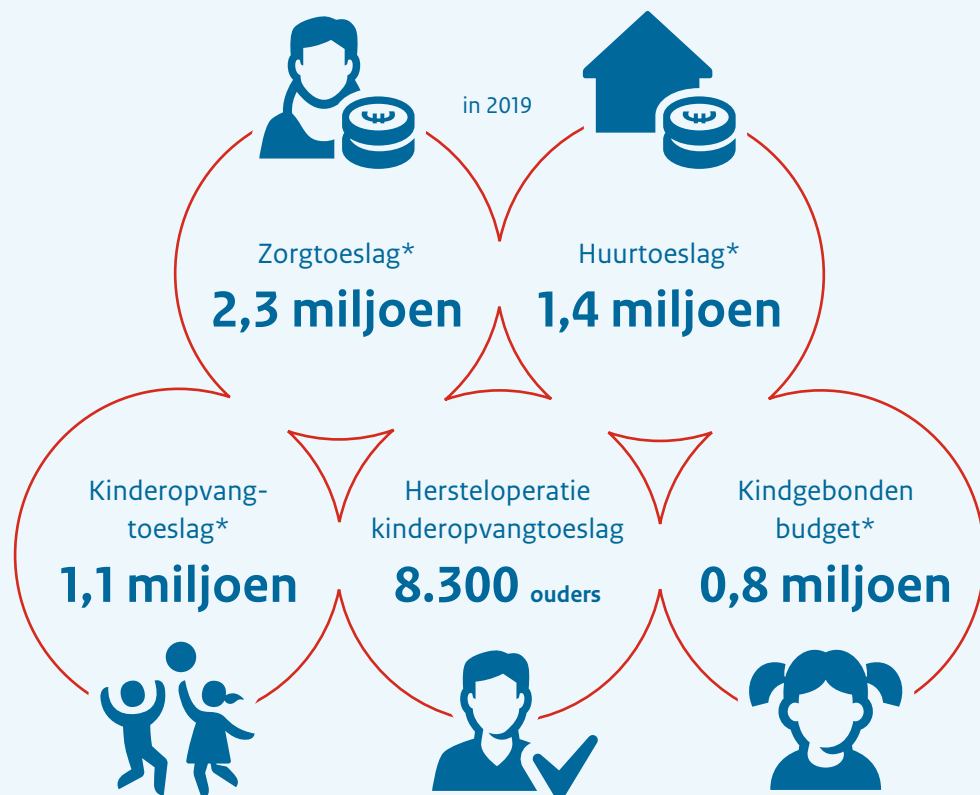 in 2019
Zorgtoeslag*
2,3 miljoen
Huurtoeslag*
1,4 miljoen
Kinderopvang-
toeslag*
1,1 miljoen
Hersteloperatie
kinderopvangtoeslag
8.300 ouders
Kindgebonden
budget*
0,8 miljoen